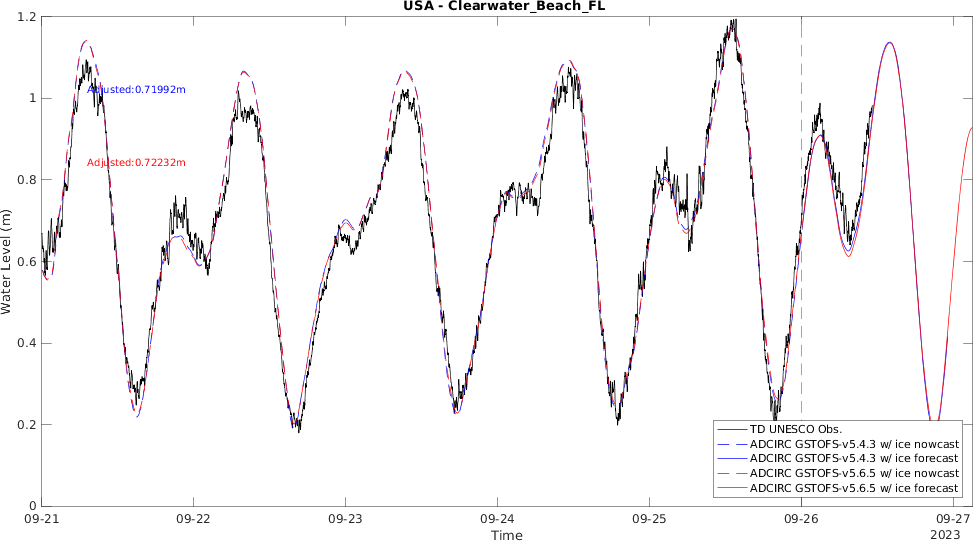 USA - Clearwater_Beach_FL
1.2
1
0.8
0.6
0.4
0.2
0
Water Level (m)
Adjusted:0.71992m
Adjusted:0.72232m
TD UNESCO Obs.
ADCIRC GSTOFS-v5.4.3 w/ ice nowcast
ADCIRC GSTOFS-v5.4.3 w/ ice forecast
ADCIRC GSTOFS-v5.6.5 w/ ice nowcast
ADCIRC GSTOFS-v5.6.5 w/ ice forecast
09-21 09-22 09-23 09-24 09-25 09-26 09-27
Time
2023